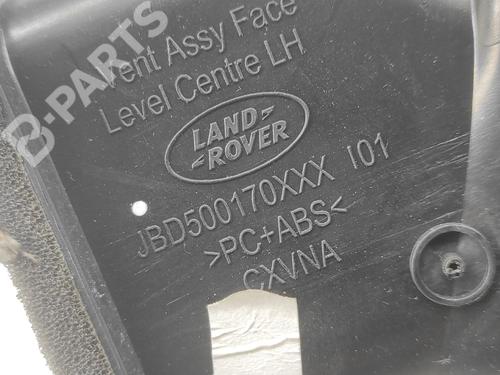 Vent Assy Face
Level Centre LH
LAND
ROVER
JBD500170XXX I01
>PC+ABS<
CXVNA
B-PARTS